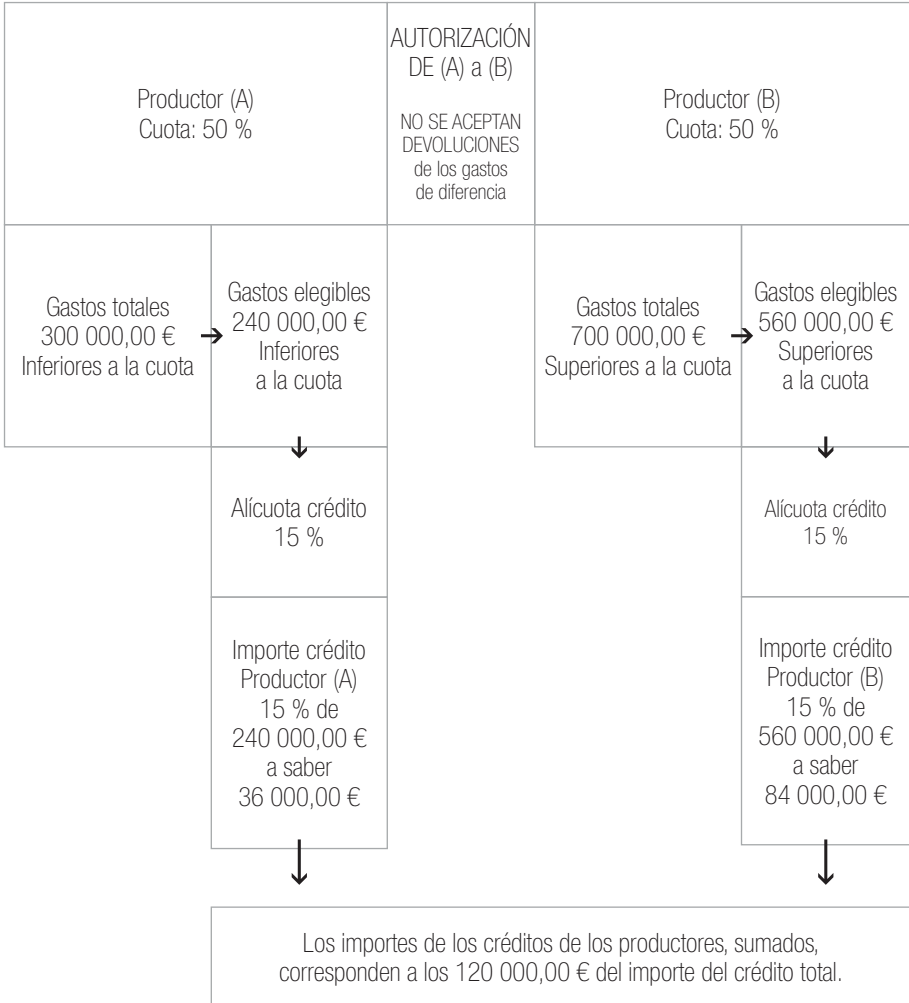 Productor (A)
Cuota: 50 %
AUTORIZACIÓN
DE (A) a (B)
NO SE ACEPTAN
DEVOLUCIONES
de los gastos
de diferencia
Productor (B)
Cuota: 50 %
Gastos totales
300 000,00 €
Inferiores a la cuota
Gastos elegibles
240 000,00 €
Inferiores
a la cuota
Gastos totales
700 000,00 €
Superiores a la cuota
Gastos elegibles
560 000,00 €
Superiores
a la cuota
Alícuota crédito
15 %
Alícuota crédito
15 %
Importe crédito
Productor (A)
15 % de
240 000,00 €
a saber
36 000,00 €
Importe crédito
Productor (B)
15 % de
560 000,00 €
a saber
84 000,00 €
Los importes de los créditos de los productores, sumados,
corresponden a los 120 000,00 € del importe del crédito total.